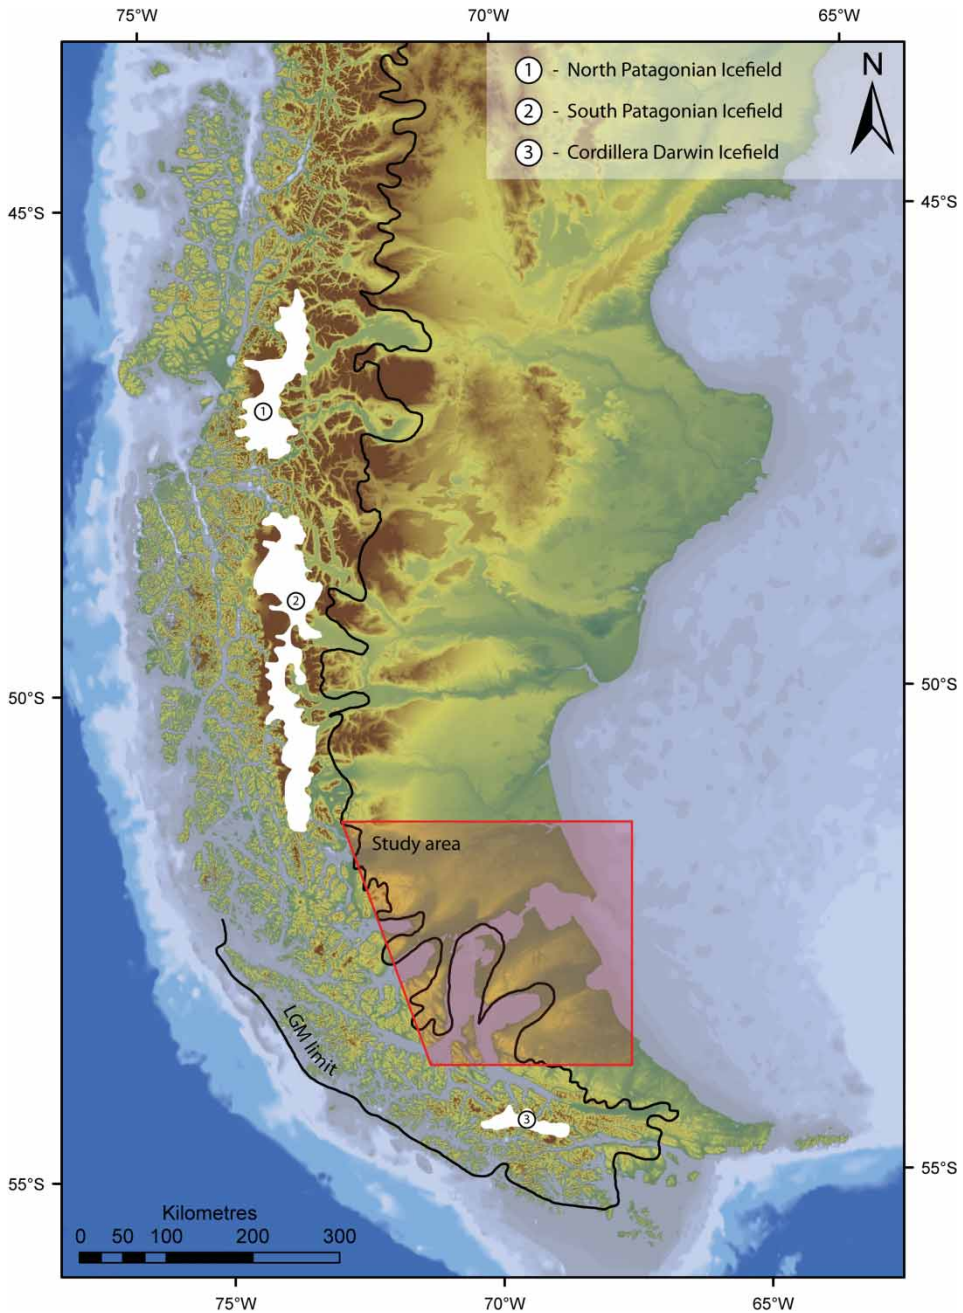 75°W 70°W 65°W
N
1 - North Patagonian Icefield
2 - South Patagonian Icefield
3 - Cordillera Darwin Icefield
45°S 45°S
1
2
50°S 50°S
Study area
LGM limit
3
55°S 55°S
Kilometres
0 50 100 200 300
75°W 70°W 65°W